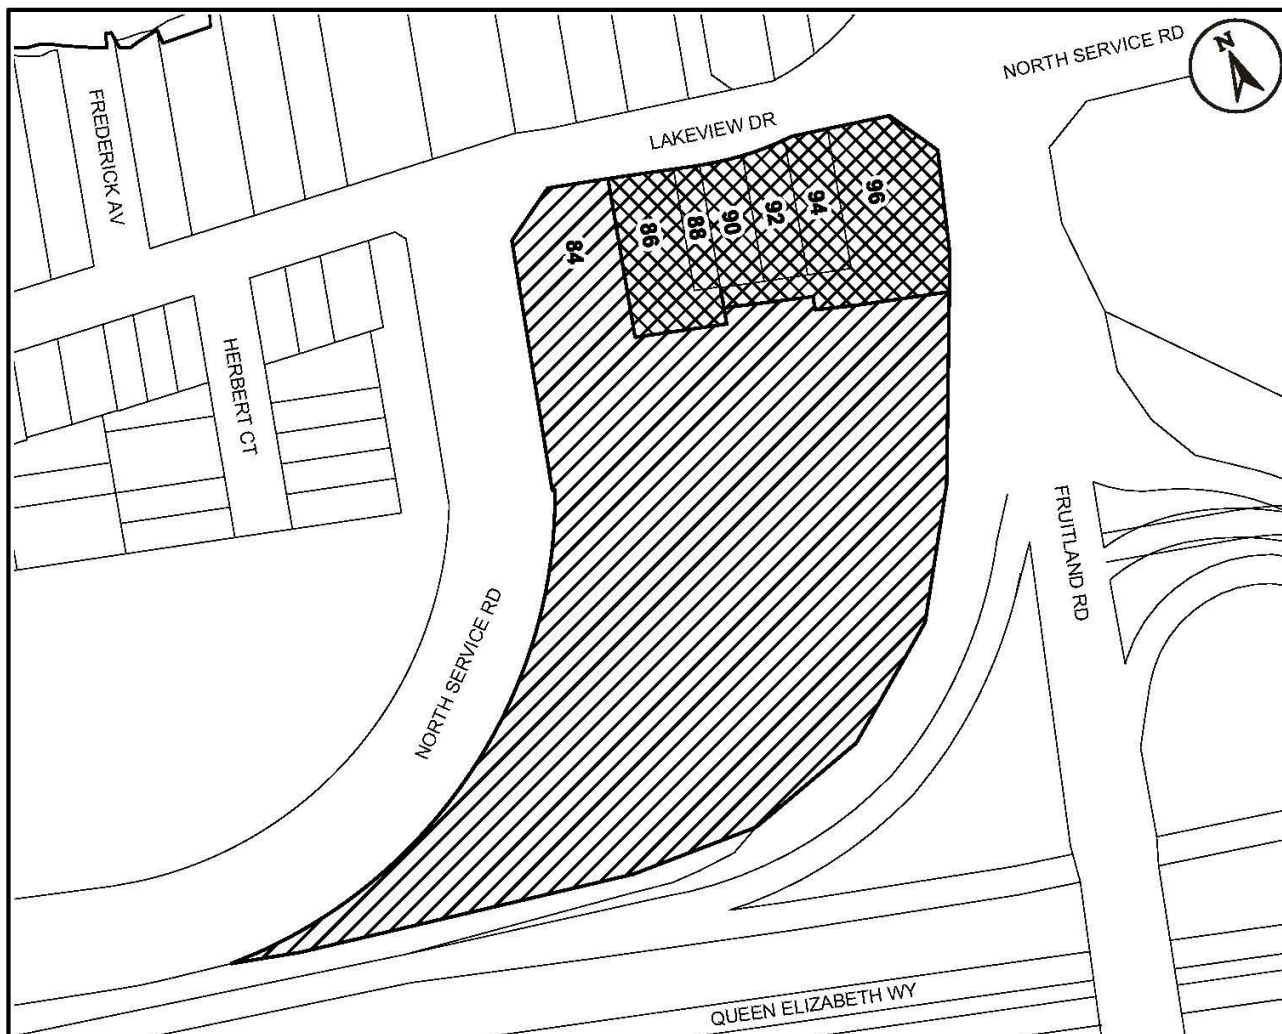 NORTH SERVICE RD
N
LAKEVIEW DR
FREDERICK AV
96
94
92
90
88
86
84
HERBERT CT
FRUITLAND RD
NORTH SERVICE RD
QUEEN ELIZABETH WY